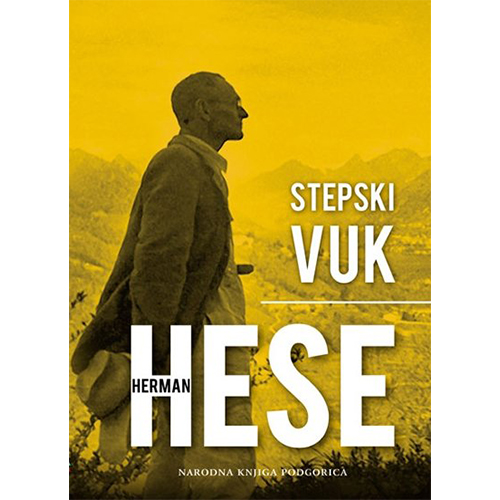 STEPSKI
VUK
HERMAN
HESE
NARODNA KNJIGA PODGORICA